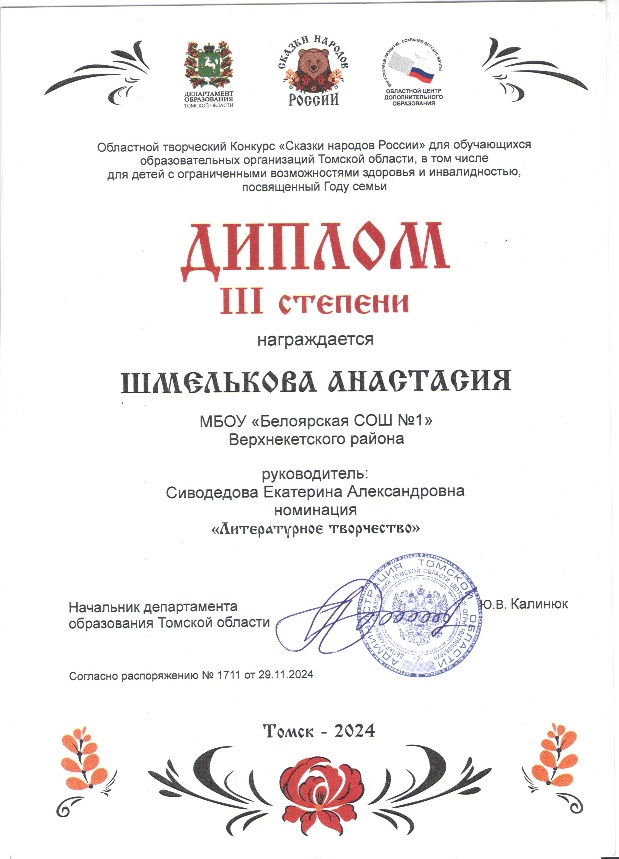 ДЕПАРТАМЕНТ
ОБРАЗОВАНИЯ
ТОМСКОЙ ОБЛАСТИ
СКАЗКИ НАРОДОВ
РОССИИ
ОБЛАСТНОЙ ЦЕНТР
ДОПОЛНИТЕЛЬНОГО
ОБРАЗОВАНИЯ
Областной творческий Конкурс «Сказки народов России» для обучающихся
образовательных организаций Томской области, в том числе
для детей с ограниченными возможностями здоровья и инвалидностью,
посвященный Году семьи
ДИПЛОМ
III степени
награждается
ШМЕЛЬКОВА АНАСТАСИЯ
МБОУ «Белоярская СОШ №1»
Верхнекетского района
руководитель:
Сиводедова Екатерина Александровна
номинация
«Литературное творчество»
Начальник департамента
образования Томской области
Ю.В. Калинюк
АДМИНИСТРАЦИЯ ТОМСКОЙ ОБЛАСТИ
Согласно распоряжению № 1711 от 29.11.2024
Томск - 2024